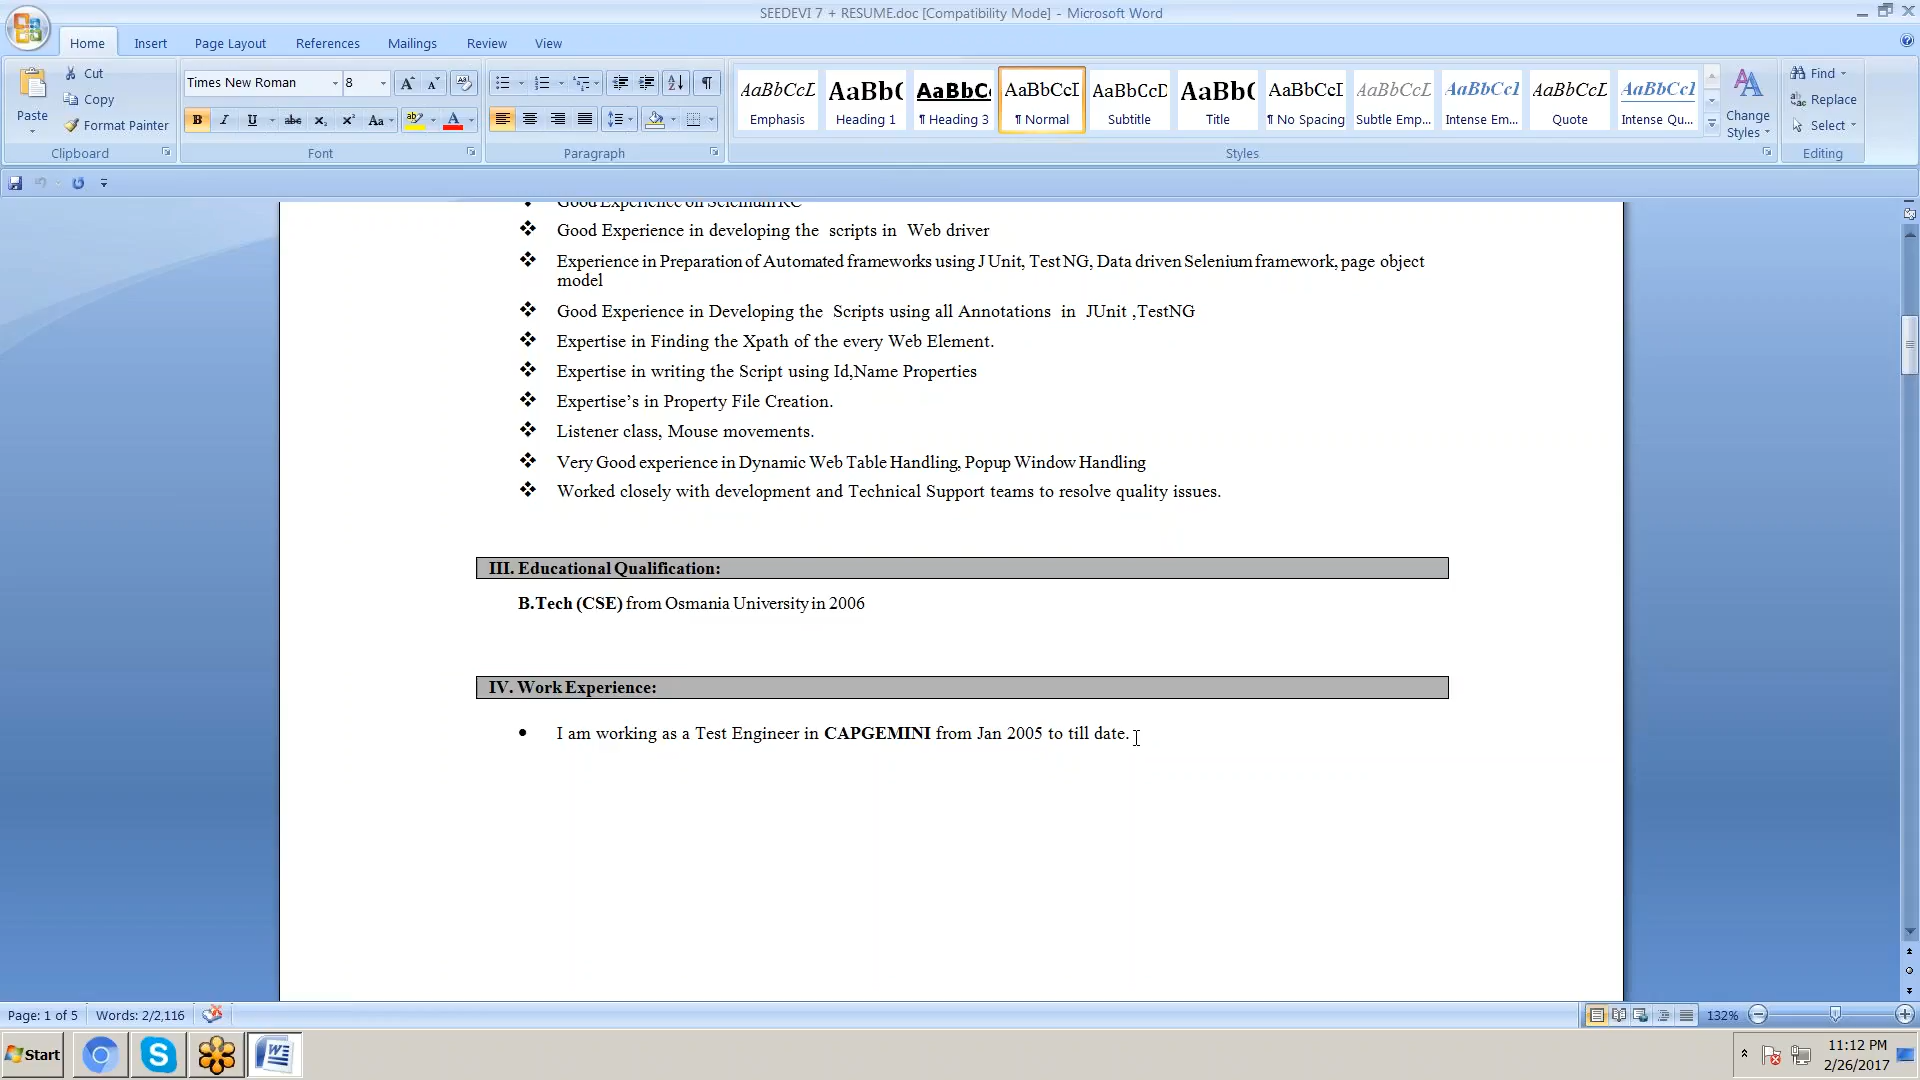 SEEDEVI 7 + RESUME.doc [Compatibility Mode] - Microsoft Word
Home Insert Page Layout References Mailings Review View
Paste Cut Copy Format Painter
Clipboard
Times New Roman 8
Font
Paragraph
AaBbCcL AaBb( AaBbC AaBbCcI AaBbCcD AaBb( AaBbCcI AaBbCcL AaBbCc1 AaBbCcL AaBbCc1
Emphasis Heading 1 ¶ Heading 3 ¶ Normal Subtitle Title ¶ No Spacing Subtle Emp... Intense Em... Quote Intense Qu...
Change Styles
Styles
Find
Replace
Select
Editing
Good Experience on Selenium RC
Good Experience in developing the scripts in Web driver
Experience in Preparation of Automated frameworks using J Unit, Test NG, Data driven Selenium framework, page object
model
Good Experience in Developing the Scripts using all Annotations in JUnit ,TestNG
Expertise in Finding the Xpath of the every Web Element.
Expertise in writing the Script using Id,Name Properties
Expertise’s in Property File Creation.
Listener class, Mouse movements.
Very Good experience in Dynamic Web Table Handling, Popup Window Handling
Worked closely with development and Technical Support teams to resolve quality issues.
III. Educational Qualification:
B.Tech (CSE) from Osmania University in 2006
IV. Work Experience:
• I am working as a Test Engineer in CAPGEMINI from Jan 2005 to till date.
Page: 1 of 5 Words: 2/2,116 132%
Start 11:12 PM
2/26/2017